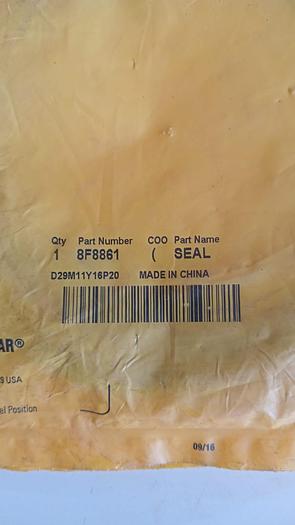 Qty Part Number COO Part Name
1 8F8861 ( SEAL
D29M11Y16P20 MADE IN CHINA
AR®
USA
el Position
09/16